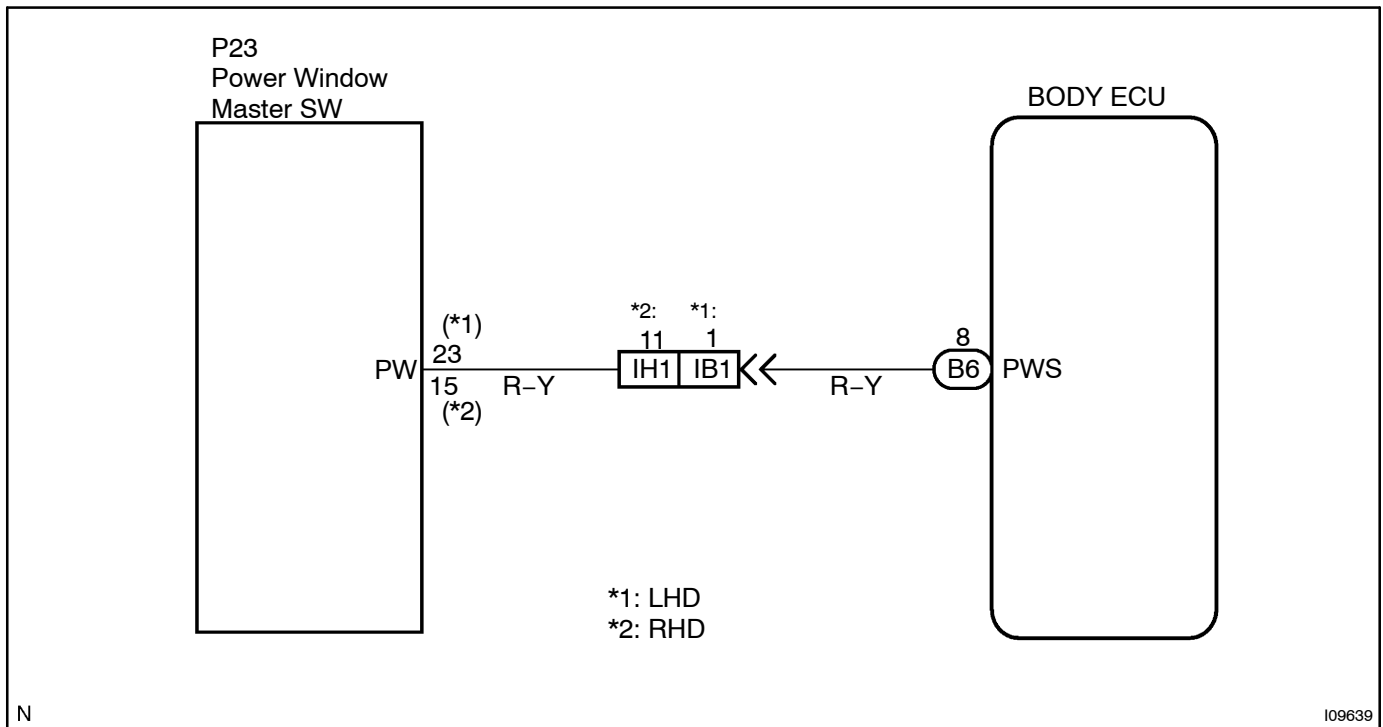 P23
Power Window
Master SW
BODY ECU
*2: *1:
(*1) 11 1 8
PW 23 IH1 IB1 B6 PWS
15 R–Y R–Y
(*2)
*1: LHD
*2: RHD
N I09639